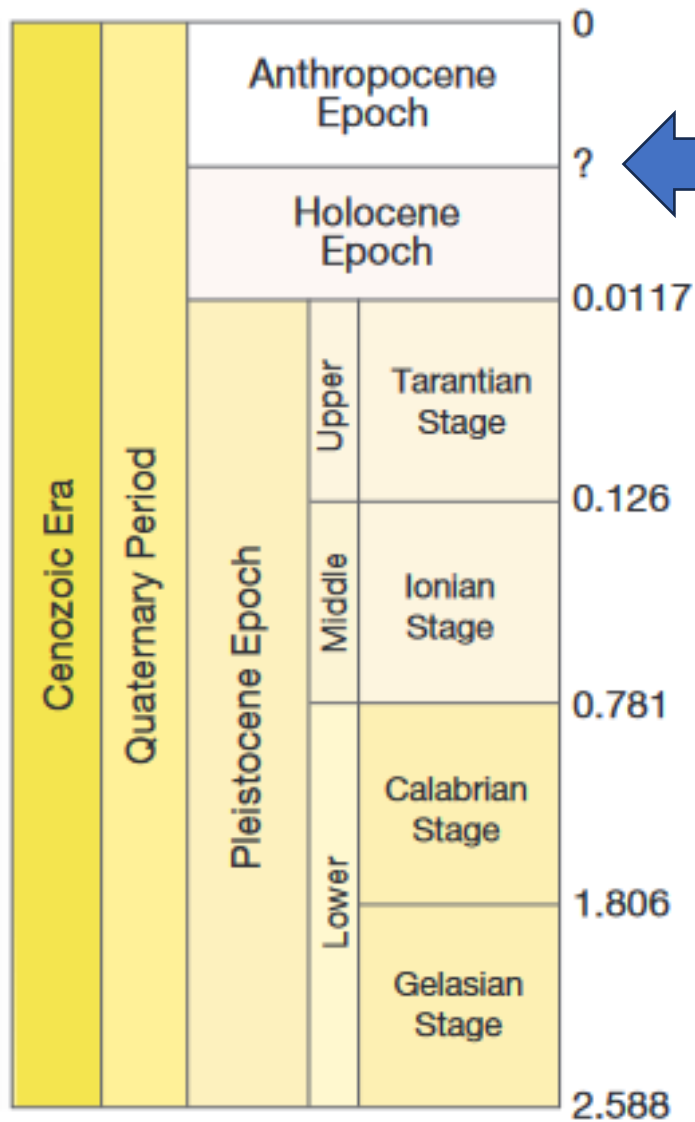 Cenozoic Era
Quaternary Period
Anthropocene
Epoch
Holocene
Epoch
Pleistocene Epoch
Upper
Tarantian
Stage
Middle
Ionian
Stage
Lower
Calabrian
Stage
Gelasian
Stage
0
?
0.0117
0.126
0.781
1.806
2.588